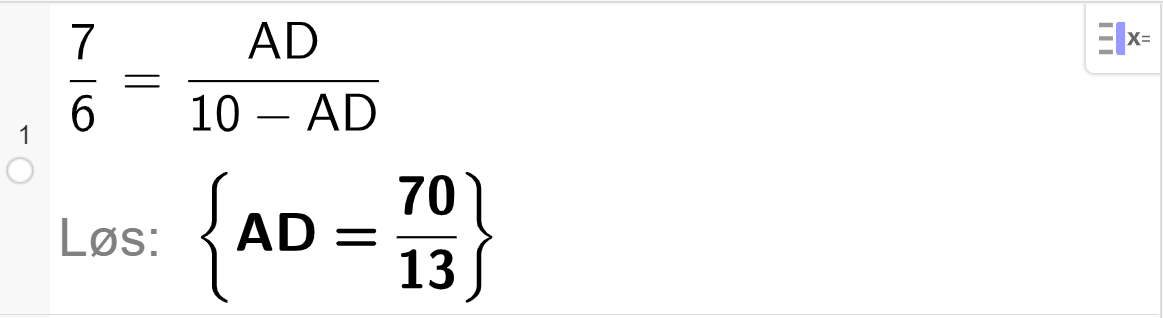 7/6 = AD/(10 − AD)
x=
1
Løs: {AD = 70/13}